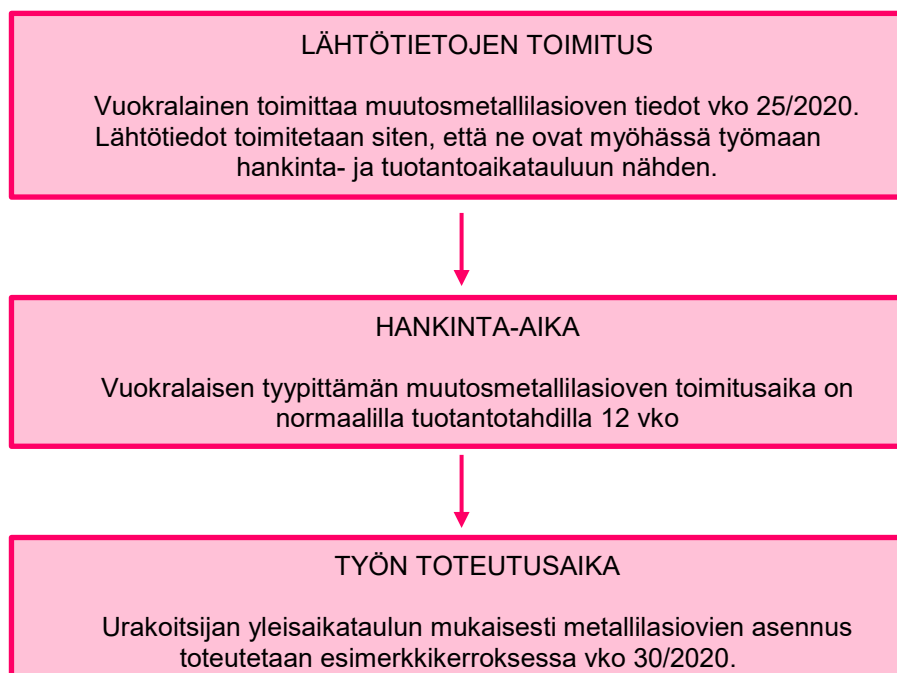 LÄHTÖTIETOJEN TOIMITUS
Vuokralainen toimittaa muutosmetallilasioven tiedot vko 25/2020.
Lähtötiedot toimitetaan siten, että ne ovat myöhässä työmaan
hankinta- ja tuotantoaikatauluun nähden.
HANKINTA-AIKA
Vuokralaisen tyypittämän muutosmetallilasioven toimitusaika on
normaalilla tuotantotahdilla 12 vko
TYÖN TOTEUTUSAIKA
Urakoitsijan yleisaikataulun mukaisesti metallilasiovien asennus
toteutetaan esimerkkikerroksessa vko 30/2020.